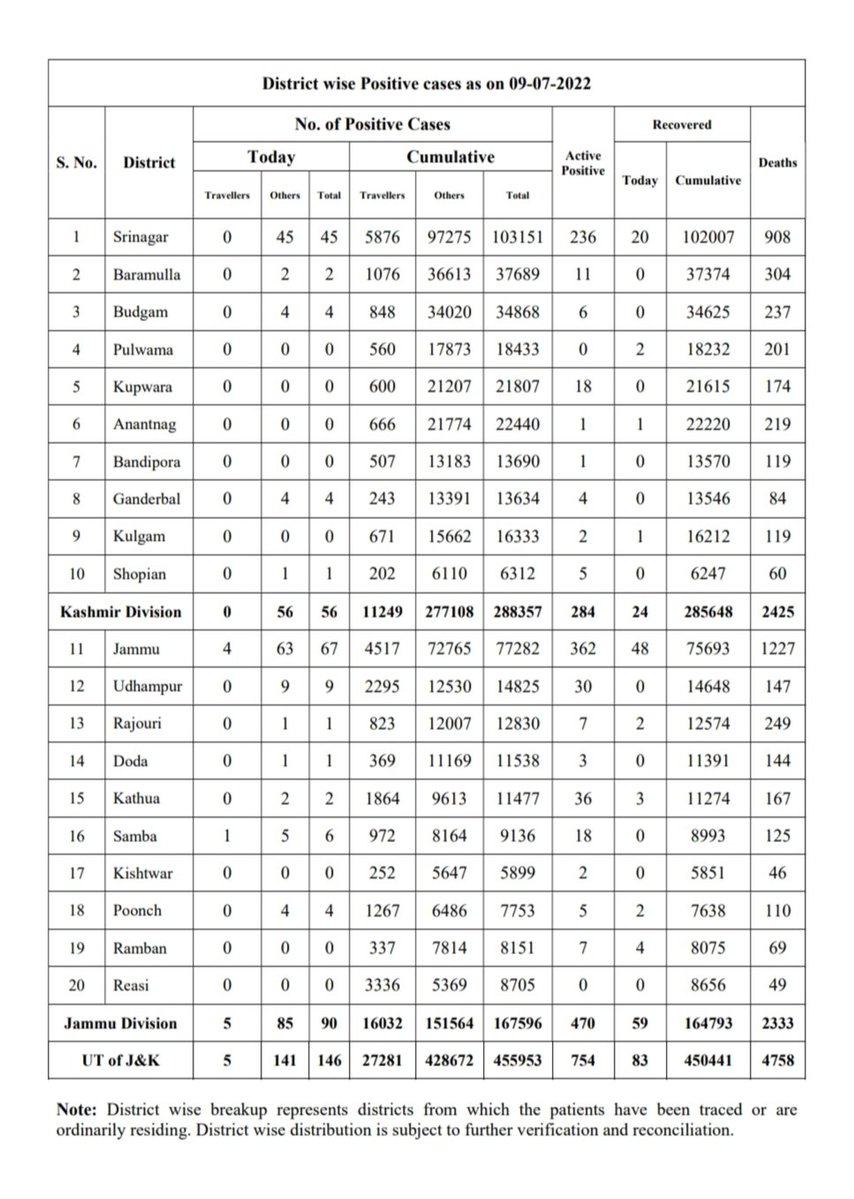 District wise Positive cases as on 09-07-2022
S. No. District No. of Positive Cases Active Positive Recovered Deaths
Today Cumulative Today Cumulative
Travellers Others Total Travellers Others Total
1 Srinagar 0 45 45 5876 97275 103151 236 20 102007 908
2 Baramulla 0 2 2 1076 36613 37689 11 0 37374 304
3 Budgam 0 4 4 848 34020 34868 6 0 34625 237
4 Pulwama 0 0 0 560 17873 18433 0 2 18232 201
5 Kupwara 0 0 0 600 21207 21807 18 0 21615 174
6 Anantnag 0 0 0 666 21774 22440 1 1 22220 219
7 Bandipora 0 0 0 507 13183 13690 1 0 13570 119
8 Ganderbal 0 4 4 243 13391 13634 4 0 13546 84
9 Kulgam 0 0 0 671 15662 16333 2 1 16212 119
10 Shopian 0 1 1 202 6110 6312 5 0 6247 60
Kashmir Division 0 56 56 11249 277108 288357 284 24 285648 2425
11 Jammu 4 63 67 4517 72765 77282 362 48 75693 1227
12 Udhampur 0 9 9 2295 12530 14825 30 0 14648 147
13 Rajouri 0 1 1 823 12007 12830 7 2 12574 249
14 Doda 0 1 1 369 11169 11538 3 0 11391 144
15 Kathua 0 2 2 1864 9613 11477 36 3 11274 167
16 Samba 1 5 6 972 8164 9136 18 0 8993 125
17 Kishtwar 0 0 0 252 5647 5899 2 0 5851 46
18 Poonch 0 4 4 1267 6486 7753 5 2 7638 110
19 Ramban 0 0 0 337 7814 8151 7 4 8075 69
20 Reasi 0 0 0 3336 5369 8705 0 0 8656 49
Jammu Division 5 85 90 16032 151564 167596 470 59 164793 2333
UT of J&K 5 141 146 27281 428672 455953 754 83 450441 4758
Note: District wise breakup represents districts from which the patients have been traced or are
ordinarily residing. District wise distribution is subject to further verification and reconciliation.